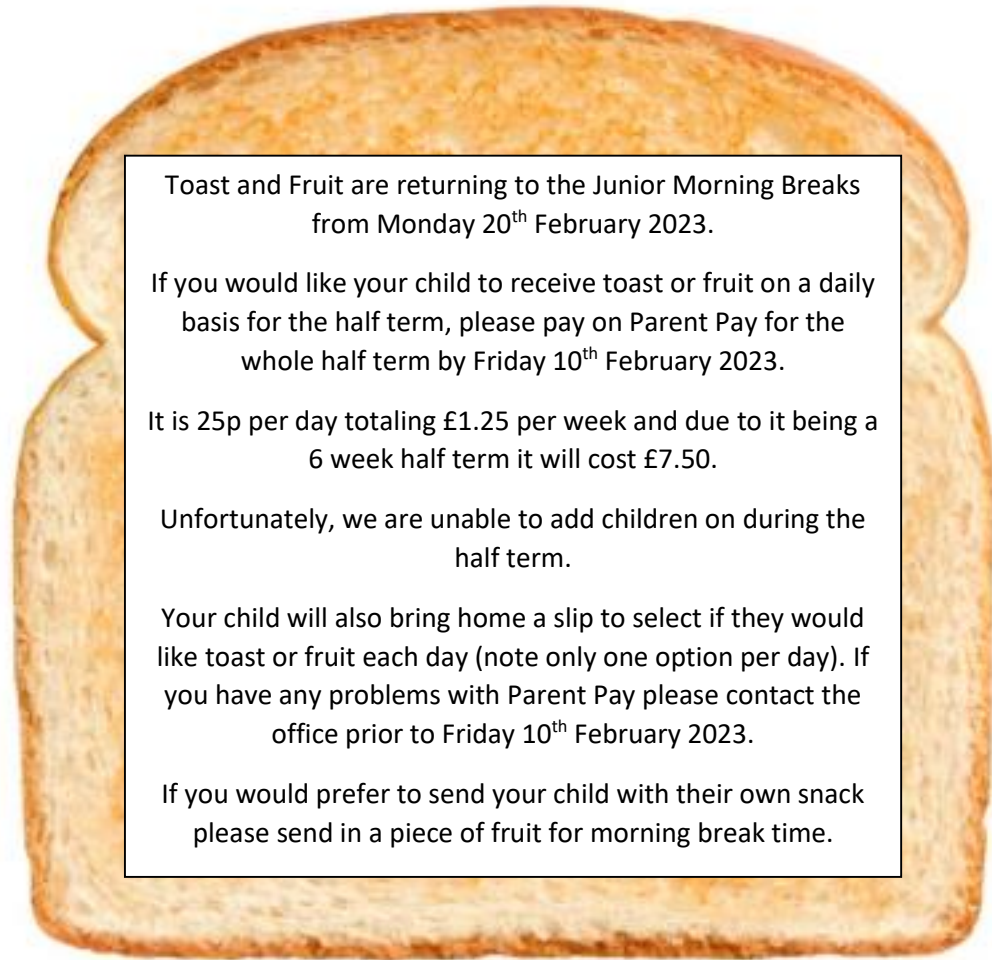 Toast and Fruit are returning to the Junior Morning Breaks
from Monday 20th February 2023.
If you would like your child to receive toast or fruit on a daily
basis for the half term, please pay on Parent Pay for the
whole half term by Friday 10th February 2023.
It is 25p per day totaling £1.25 per week and due to it being a
6 week half term it will cost £7.50.
Unfortunately, we are unable to add children on during the
half term.
Your child will also bring home a slip to select if they would
like toast or fruit each day (note only one option per day). If
you have any problems with Parent Pay please contact the
office prior to Friday 10th February 2023.
If you would prefer to send your child with their own snack
please send in a piece of fruit for morning break time.